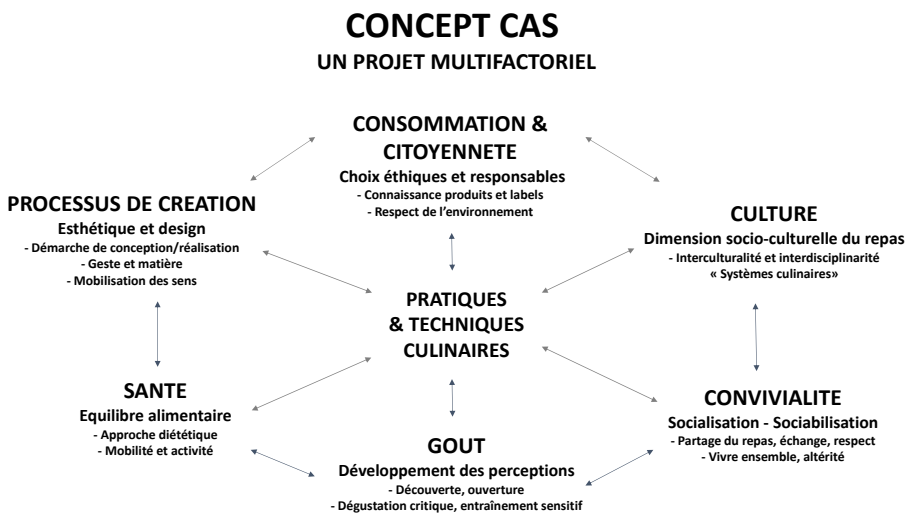 CONCEPT CAS
UN PROJET MULTIFACTORIEL
CONSOMMATION &
CITOYENNETE
Choix éthiques et responsables
- Connaissance produits et labels
- Respect de l'environnement
PROCESSUS DE CREATION
Esthétique et design
- Démarche de conception/réalisation
- Geste et matière
- Mobilisation des sens
CULTURE
Dimension socio-culturelle du repas
- Interculturalité et interdisciplinarité
« Systèmes culinaires»
PRATIQUES
& TECHNIQUES
CULINAIRES
SANTE
Equilibre alimentaire
- Approche diététique
- Mobilité et activité
GOUT
Développement des perceptions
- Découverte, ouverture
- Dégustation critique, entraînement sensitif
CONVIVIALITE
Socialisation - Sociabilisation
- Partage du repas, échange, respect
- Vivre ensemble, altérité